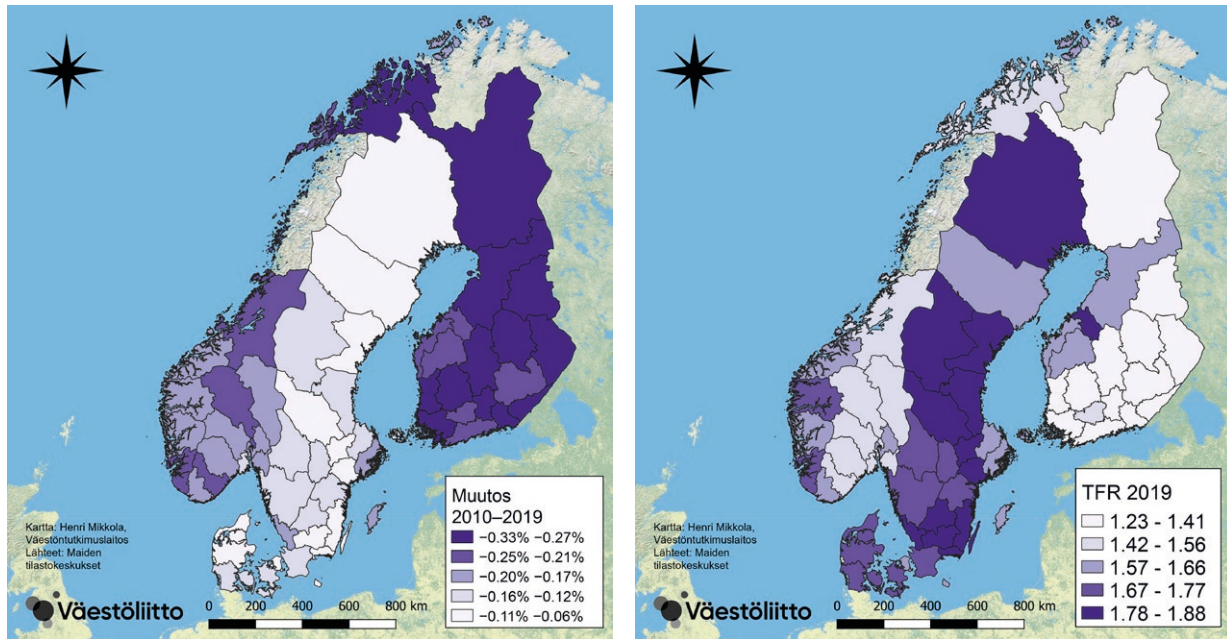 Muutos
2010–2019
−0.33% −0.27%
−0.25% −0.21%
−0.20% −0.17%
−0.16% −0.12%
−0.11% −0.06%
Kartta: Henri Mikkola,
Väestöntutkimuslaitos
Lähteet: Maiden
tilastokeskukset
Väestöliitto
0 200 400 600 800 km
TFR 2019
1.23 - 1.41
1.42 - 1.56
1.57 - 1.66
1.67 - 1.77
1.78 - 1.88
Kartta: Henri Mikkola,
Väestöntutkimuslaitos
Lähteet: Maiden
tilastokeskukset
Väestöliitto
0 200 400 600 800 km